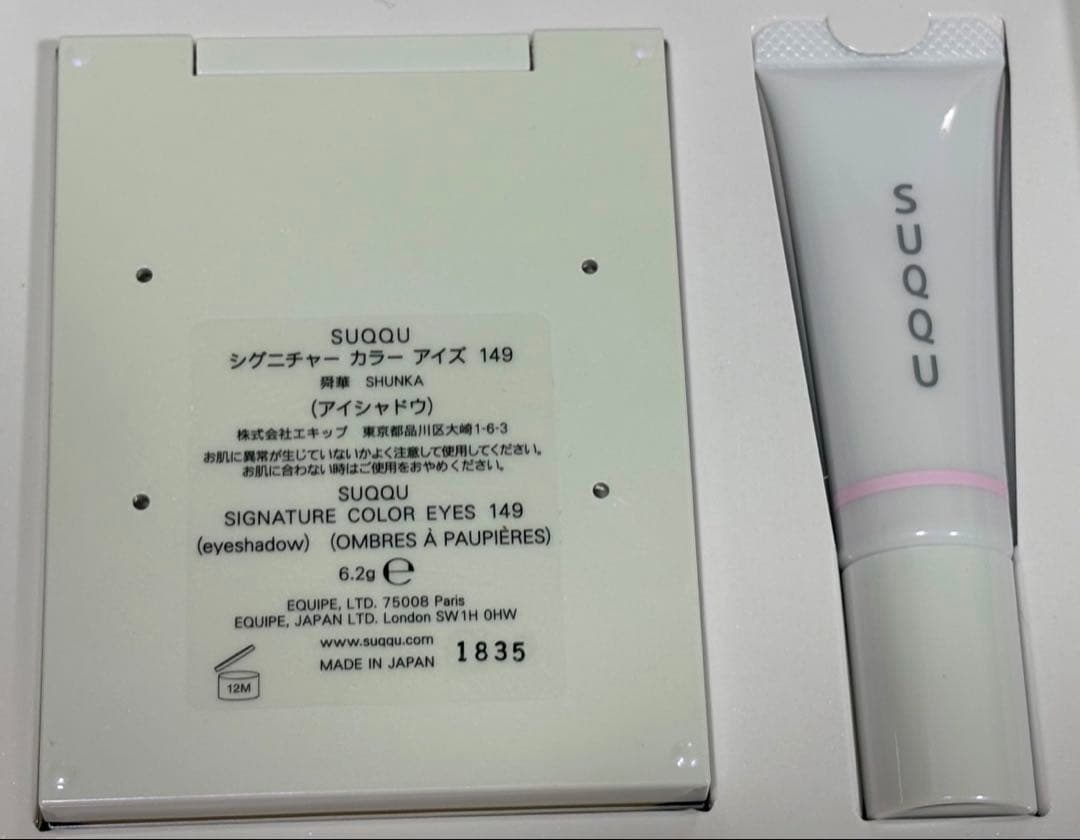 SUQQU
シグニチャー カラー アイズ 149
舜華 SHUNKA
(アイシャドウ)
株式会社エキップ 東京都品川区大崎1-6-3
お肌に異常が生じていないかよく注意して使用してください。
お肌に合わない時はご使用をおやめください。
SUQQU
SIGNATURE COLOR EYES 149
(eyeshadow) (OMBRES À PAUPIÈRES)
6.2g ℮
EQUIPE, LTD. 75008 Paris
EQUIPE, JAPAN LTD. London SW1H 0HW
www.suqqu.com
MADE IN JAPAN 1835
12M
SUQQU